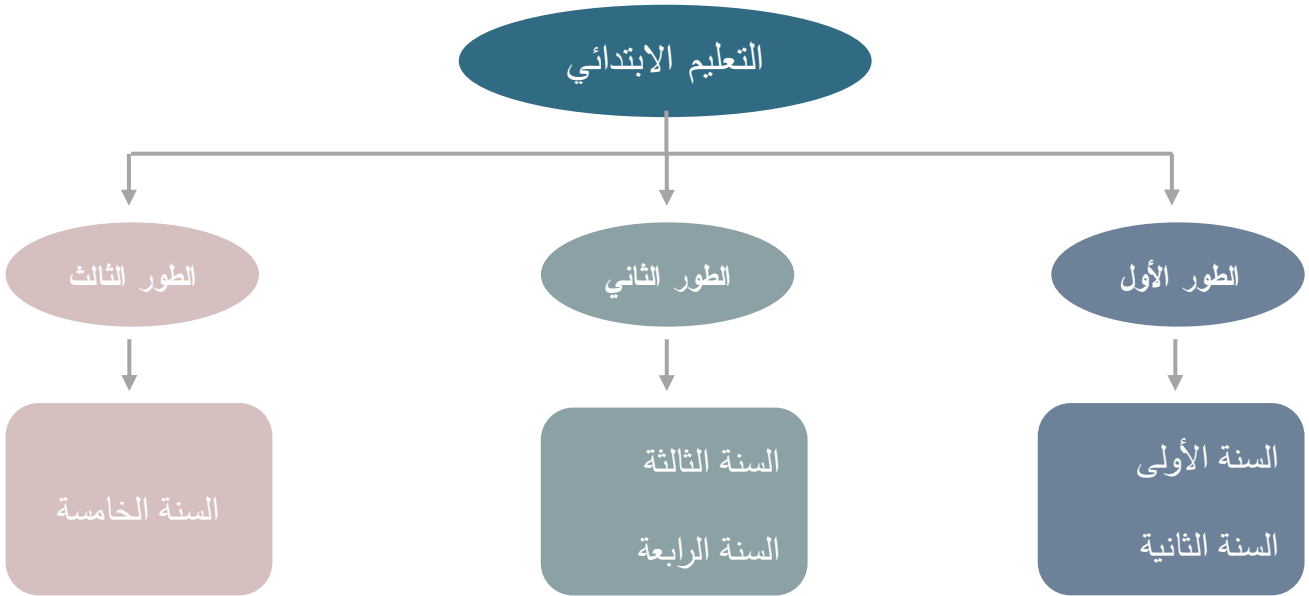 التعليم الابتدائي
الطور الأول
الطور الثاني
الطور الثالث
السنة الأولى
السنة الثانية
السنة الثالثة
السنة الرابعة
السنة الخامسة